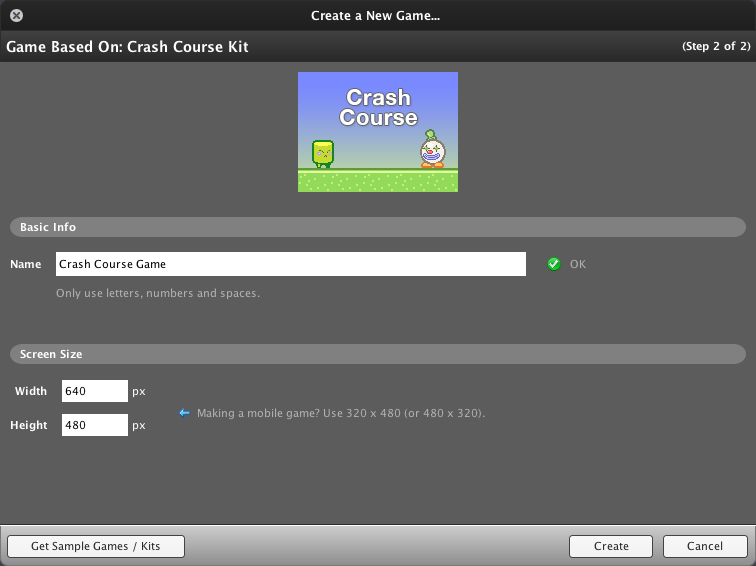 Create a New Game...
Game Based On: Crash Course Kit
(Step 2 of 2)
Crash
Course
Basic Info
Name
Crash Course Game
OK
Only use letters, numbers and spaces.
Screen Size
Width
640
px
Making a mobile game? Use 320 x 480 (or 480 x 320).
Height
480
px
Get Sample Games / Kits
Create
Cancel